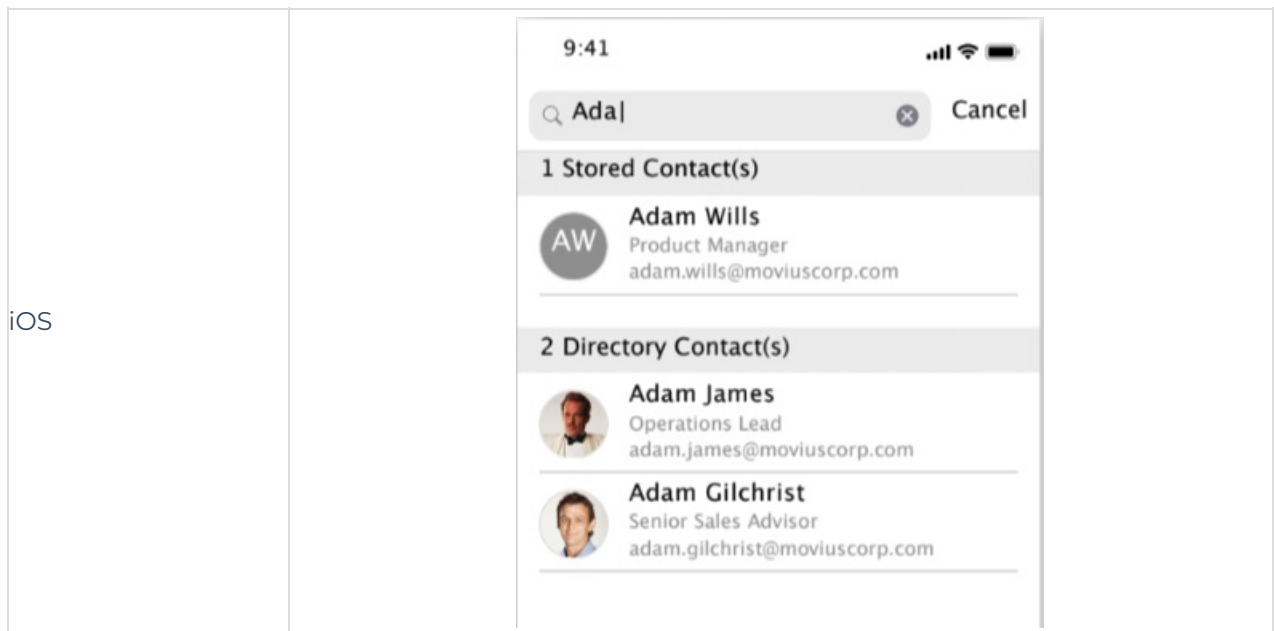 9:41
Ada
Cancel
1 Stored Contact(s)
AW
Adam Wills
Product Manager
adam.wills@moviuscorp.com
iOS
2 Directory Contact(s)
Adam James
Operations Lead
adam.james@moviuscorp.com
Adam Gilchrist
Senior Sales Advisor
adam.gilchrist@moviuscorp.com